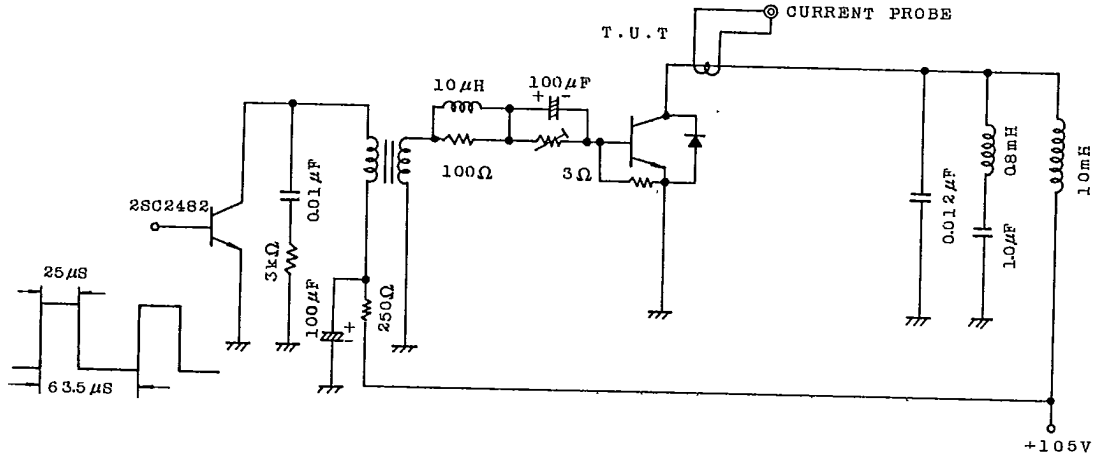 CURRENT PROBE
T.U.T
10μH
100μF
+ -
100Ω
3Ω
2SC2482
0.01μF
3kΩ
25μS
63.5μS
100μF
+
-
250Ω
0.012μF
0.8mH
1.0μF
10mH
+105V